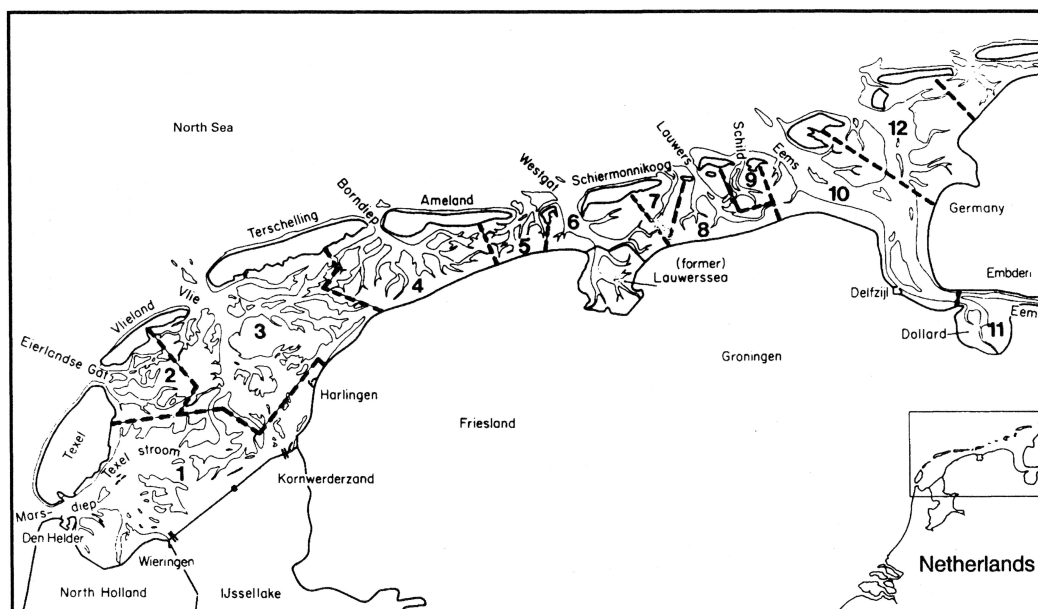 North Sea
Eierlandse Gat
Vlieland
Vlie
Terschelling
Borndiep
Ameland
Westgat
Schiermonnikoog
Lauwers
Schild
Eems
12
9
10
7
6
8
5
4
3
2
1
Germany
(former)
Lauwerssea
Embden
Delfzijl
Eem
Dollard
11
Groningen
Harlingen
Friesland
Texel
Texel stroom
Kornwerderzand
Mars-
diep
Den Helder
Wieringen
North Holland
IJssellake
Netherlands